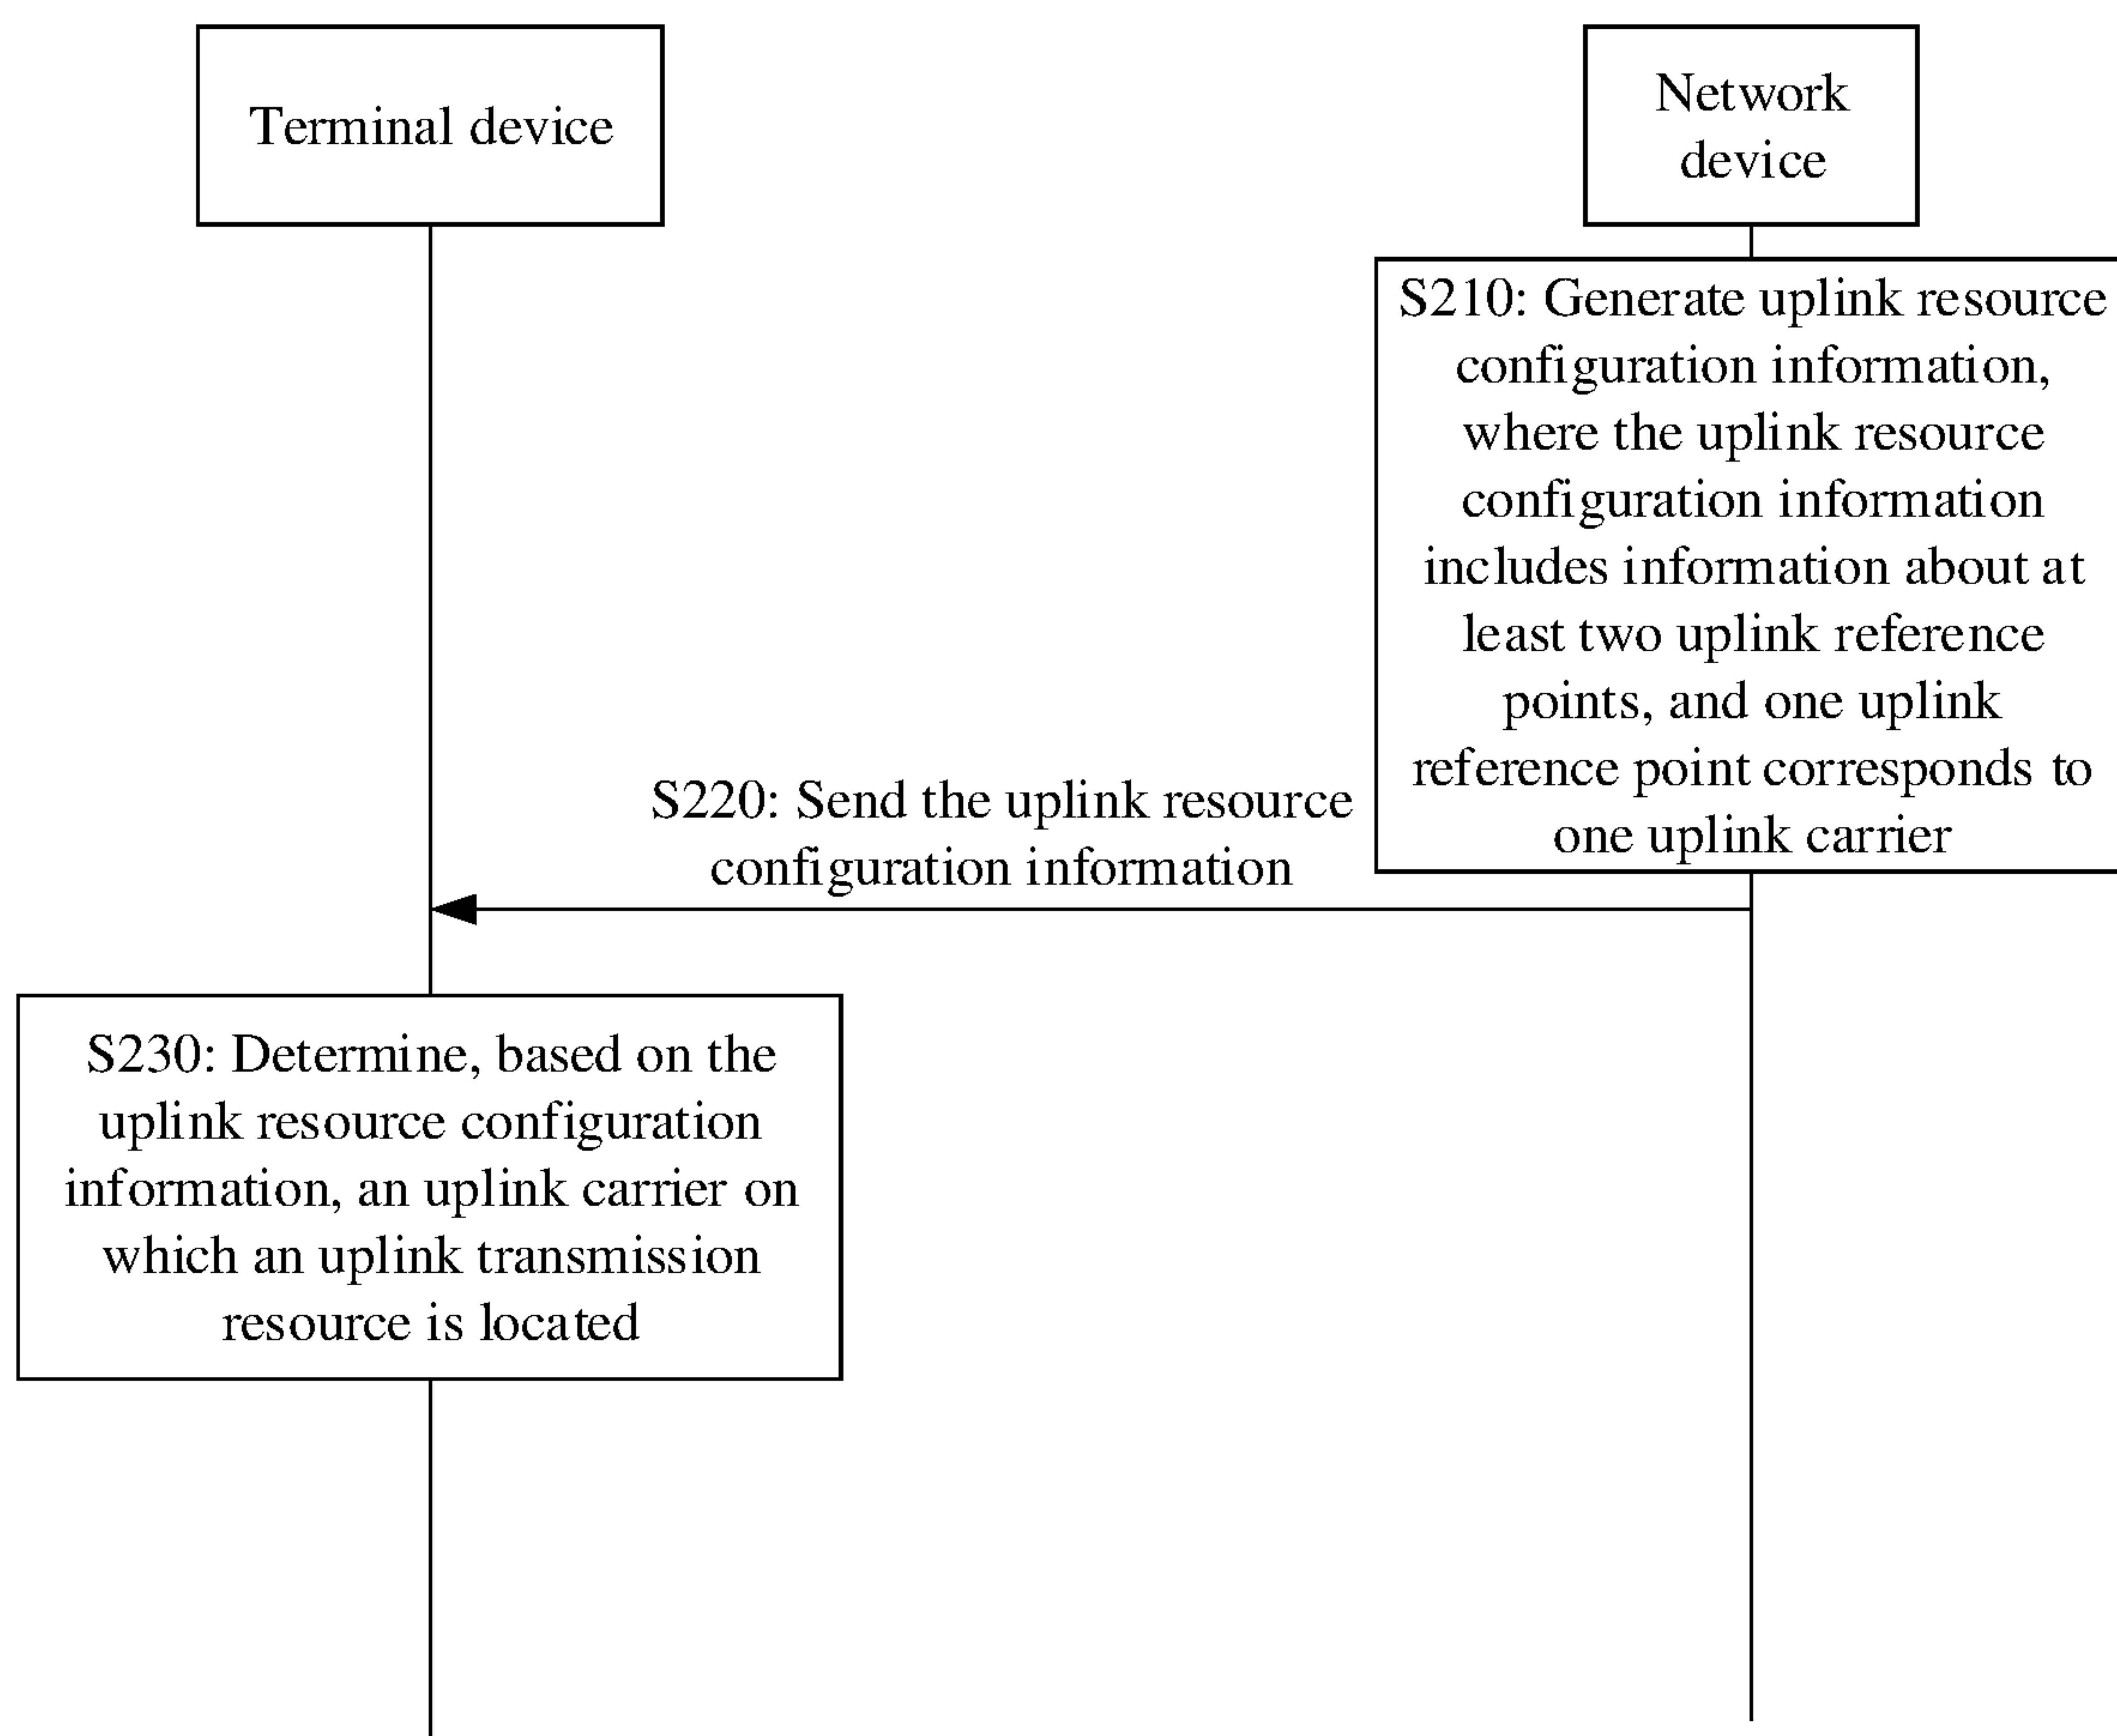 Terminal device
Network
device
S210: Generate uplink resource
configuration information,
where the uplink resource
configuration information
includes information about at
least two uplink reference
points, and one uplink
reference point corresponds to
one uplink carrier
S220: Send the uplink resource
configuration information
S230: Determine, based on the
uplink resource configuration
information, an uplink carrier on
which an uplink transmission
resource is located